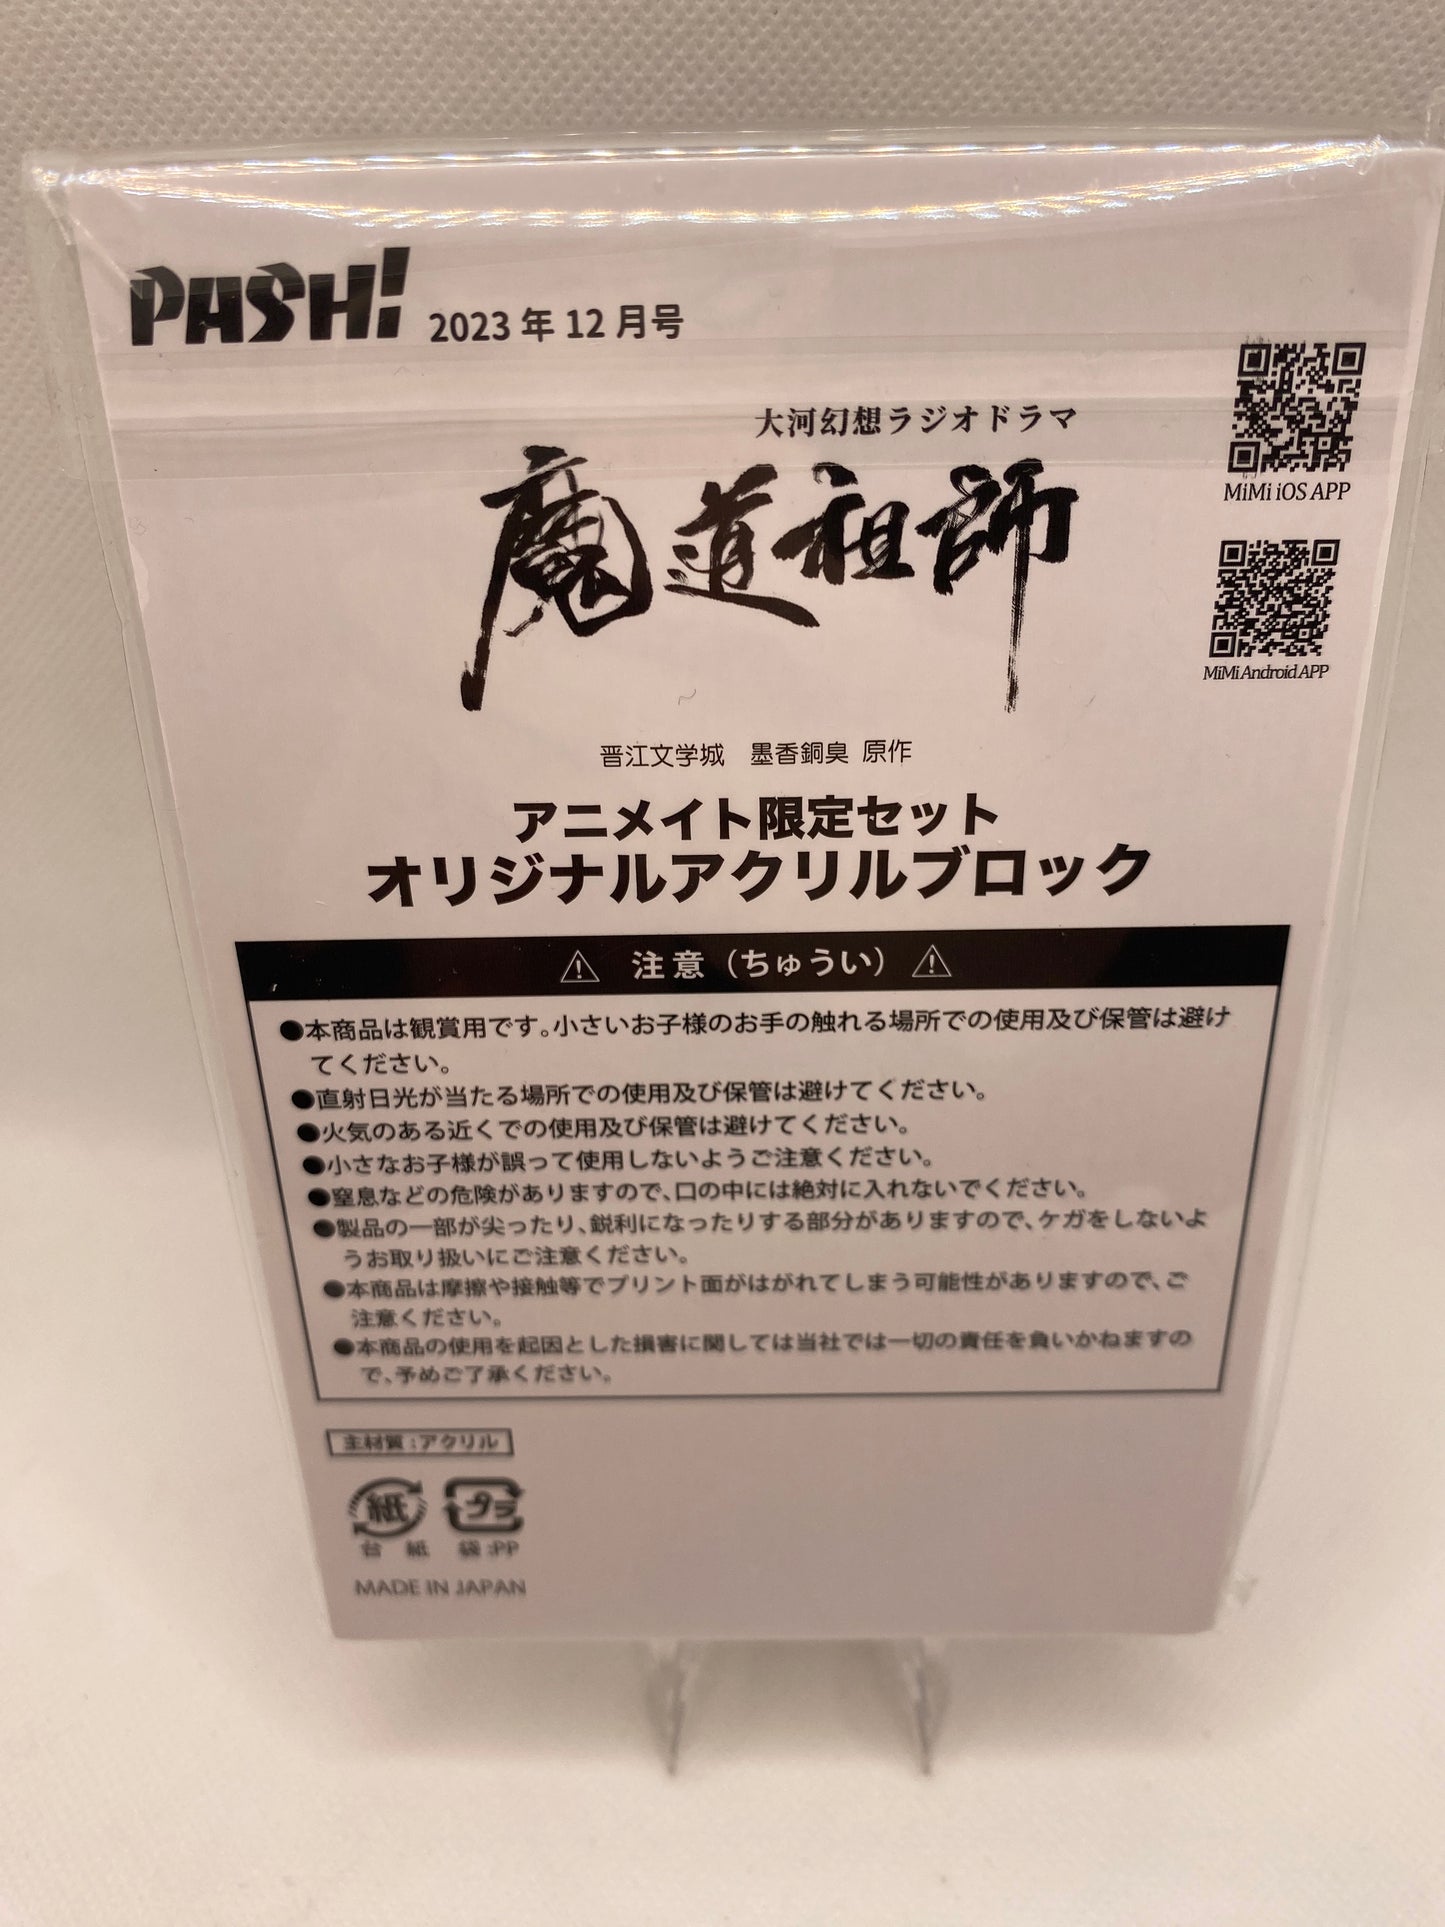 PASH! 2023年12月号
大河幻想ラジオドラマ
魔道祖師
MiMi iOS APP
MiMi Android APP
晋江文学城 墨香銅臭 原作
アニメイト限定セット
オリジナルアクリルブロック
注意(ちゅうい)
●本商品は観賞用です。小さいお子様のお手の触れる場所での使用及び保管は避け
てください。
●直射日光が当たる場所での使用及び保管は避けてください。
●火気のある近くでの使用及び保管は避けてください。
●小さなお子様が誤って使用しないようご注意ください。
●窒息などの危険がありますので、口の中には絶対に入れないでください。
●製品の一部が尖ったり、鋭利になったりする部分がありますので、ケガをしないよ
うお取り扱いにご注意ください。
●本商品は摩擦や接触等でプリント面がはがれてしまう可能性がありますので、ご
注意ください。
●本商品の使用を起因とした損害に関しては当社では一切の責任を負いかねますの
で、予めご了承ください。
主材質:アクリル
紙 プラ
台紙 袋:PP
MADE IN JAPAN